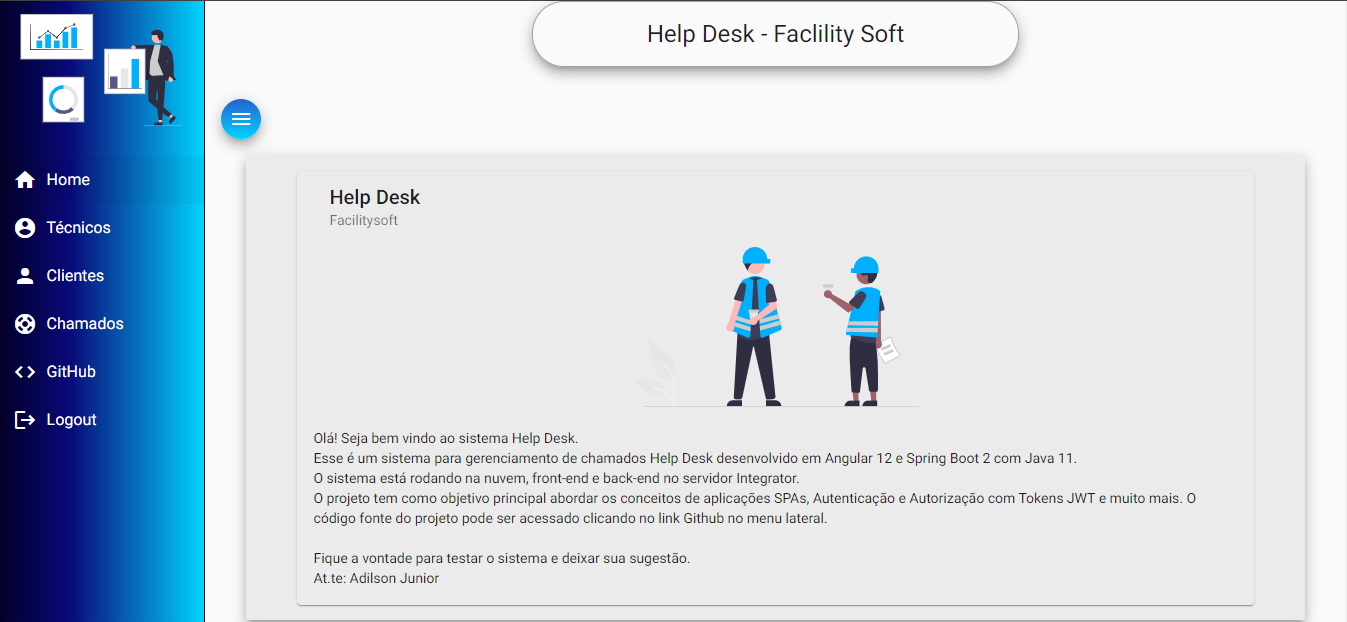 Help Desk - Faclility Soft
Home
Técnicos
Clientes
Chamados
GitHub
Logout
Help Desk
Facilitysoft
Olá! Seja bem vindo ao sistema Help Desk.
Esse é um sistema para gerenciamento de chamados Help Desk desenvolvido em Angular 12 e Spring Boot 2 com Java 11.
O sistema está rodando na nuvem, front-end e back-end no servidor Integrator.
O projeto tem como objetivo principal abordar os conceitos de aplicações SPAs, Autenticação e Autorização com Tokens JWT e muito mais. O
código fonte do projeto pode ser acessado clicando no link Github no menu lateral.
Fique a vontade para testar o sistema e deixar sua sugestão.
At.te: Adilson Junior